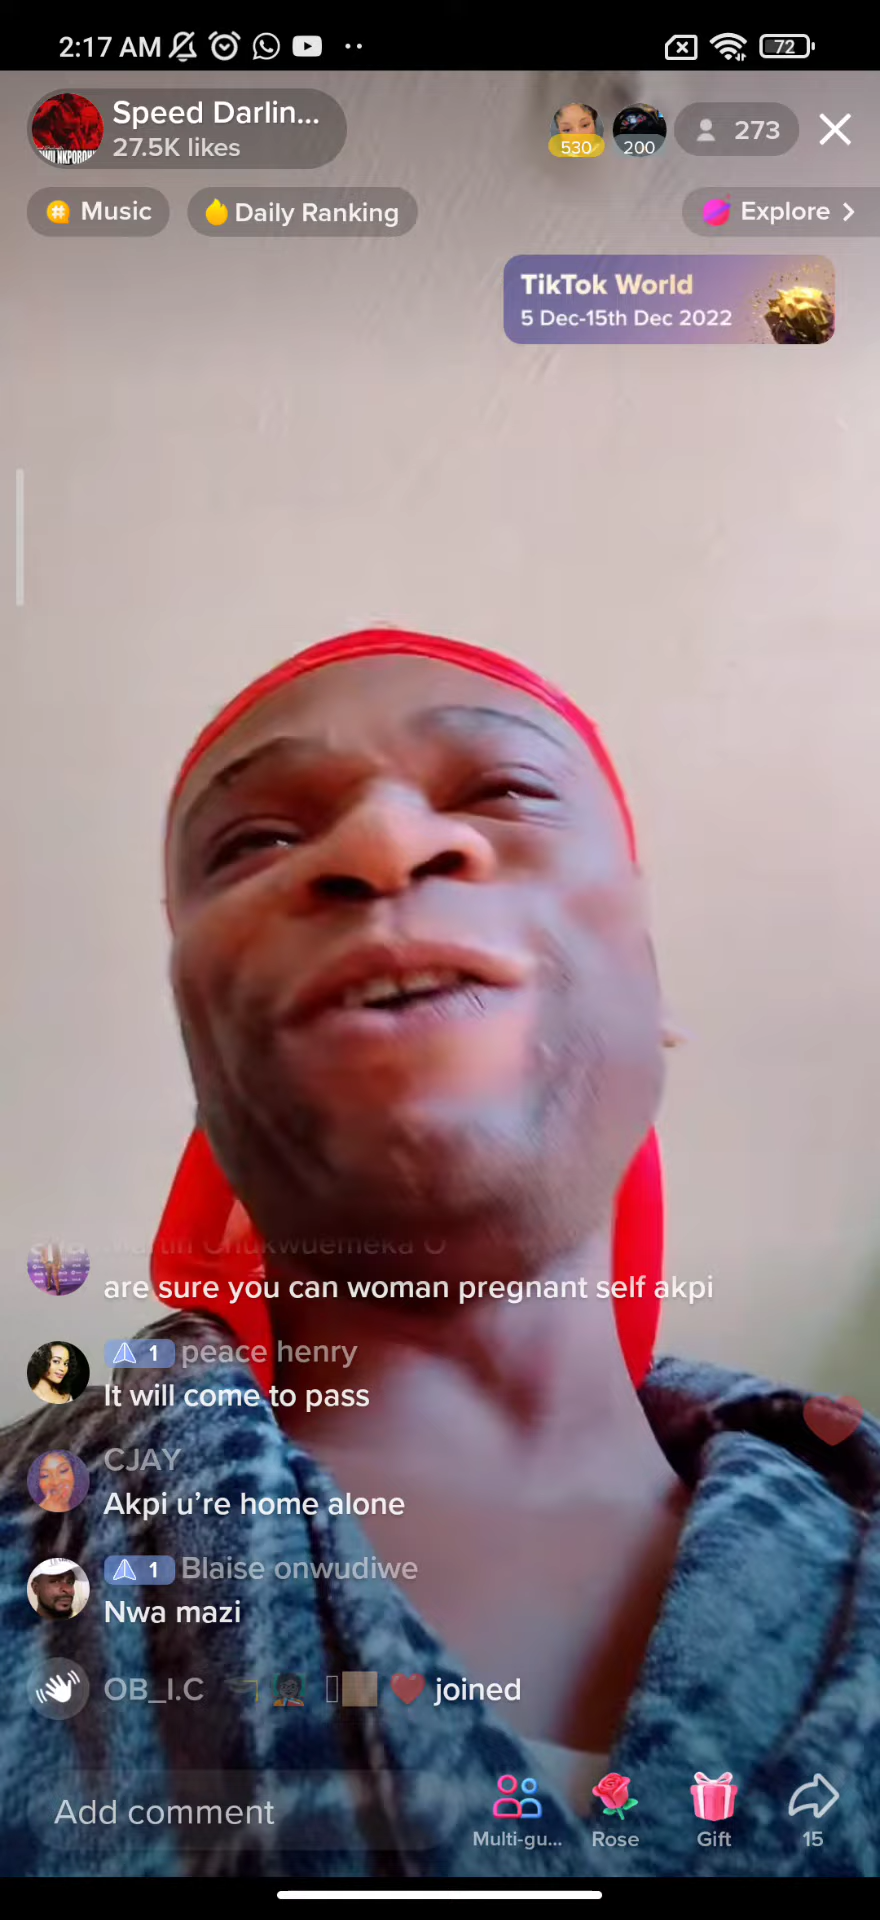 2:17 AM
72
Speed Darlin...
27.5K likes
530
200
273
Music
Daily Ranking
Explore
TikTok World
5 Dec-15th Dec 2022
Martin Chukwuemeka O
are sure you can woman pregnant self akpi
1 peace henry
It will come to pass
CJAY
Akpi u’re home alone
1 Blaise onwudiwe
Nwa mazi
OB_I.C joined
Add comment
Multi-gu...
Rose
Gift
15